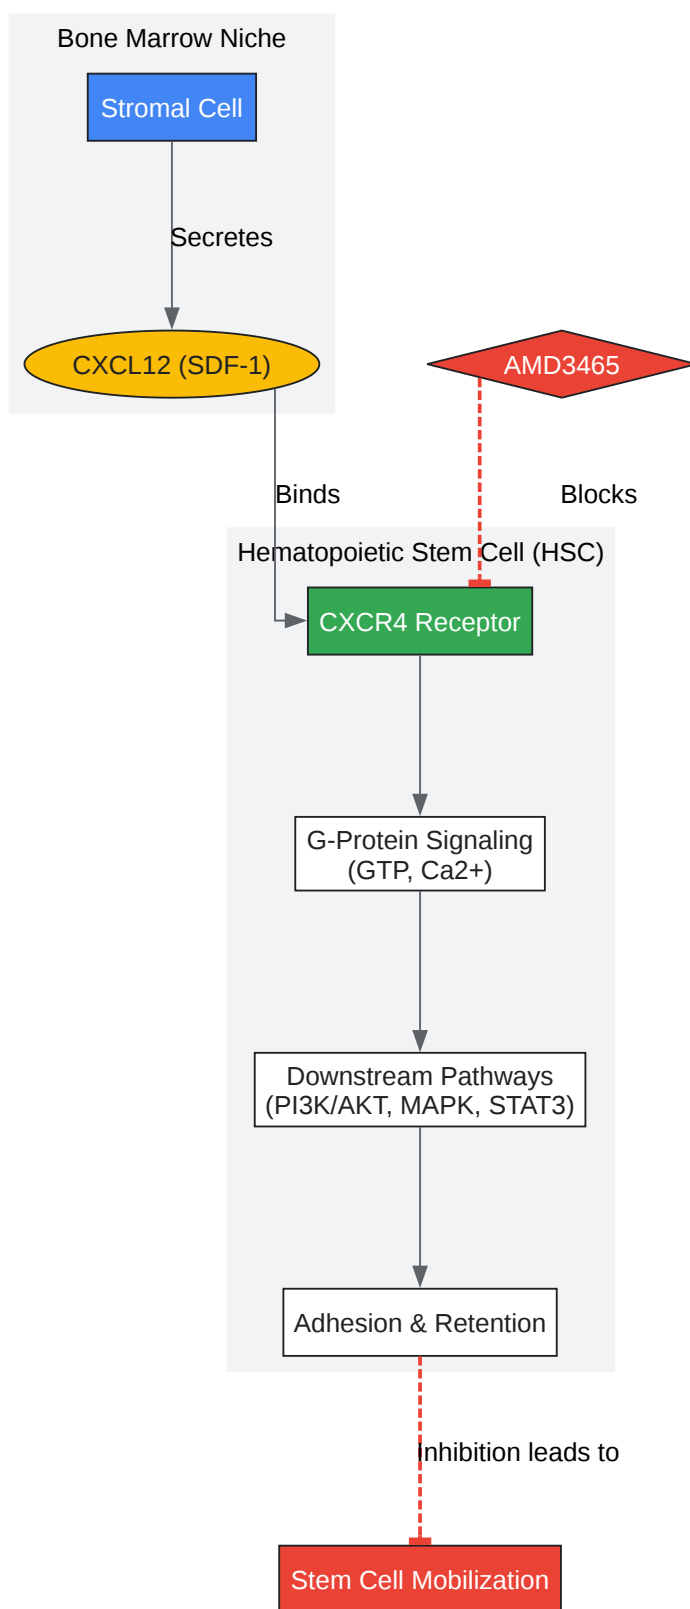 Bone Marrow Niche
Stromal Cell
Secretes
CXCL12 (SDF-1)
AMD3465
Binds
Blocks
Hematopoietic Stem Cell (HSC)
CXCR4 Receptor
G-Protein Signaling
(GTP, Ca2+)
Downstream Pathways
(PI3K/AKT, MAPK, STAT3)
Adhesion & Retention
Inhibition leads to
Stem Cell Mobilization